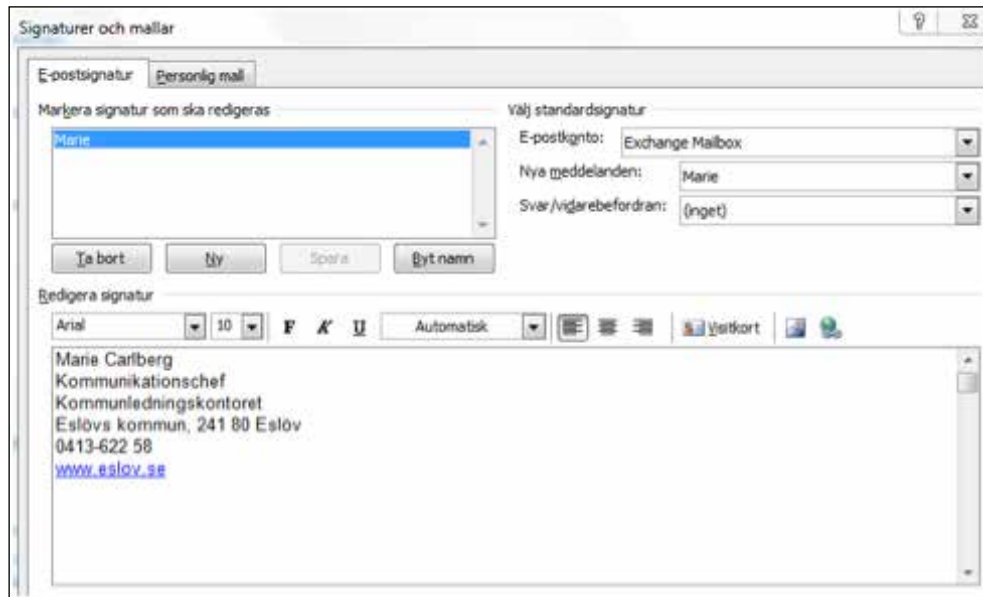 Signaturer och mallar
E-postsignatur Personlig mall
Markera signatur som ska redigeras
Marie
Ta bort Ny Spara Byt namn
Välj standardsignatur
E-postkonto: Exchange Mailbox
Nya meddelanden: Marie
Svar/vidarebefordran: (inget)
Redigera signatur
Arial 10 F K U Automatisk Visitkort
Marie Carlberg
Kommunikationschef
Kommunledningskontoret
Eslövs kommun, 241 80 Eslöv
0413-622 58
www.eslov.se